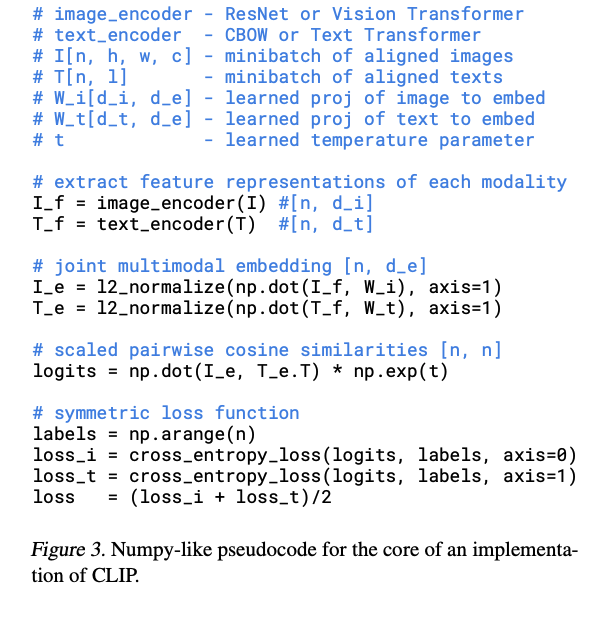 # image_encoder - ResNet or Vision Transformer
# text_encoder  - CBOW or Text Transformer
# I[n, h, w, c] - minibatch of aligned images
# T[n, l]       - minibatch of aligned texts
# W_i[d_i, d_e] - learned proj of image to embed
# W_t[d_t, d_e] - learned proj of text to embed
# t             - learned temperature parameter
# extract feature representations of each modality
I_f = image_encoder(I) #[n, d_i]
T_f = text_encoder(T)  #[n, d_t]
# joint multimodal embedding [n, d_e]
I_e = l2_normalize(np.dot(I_f, W_i), axis=1)
T_e = l2_normalize(np.dot(T_f, W_t), axis=1)
# scaled pairwise cosine similarities [n, n]
logits = np.dot(I_e, T_e.T) * np.exp(t)
# symmetric loss function
labels = np.arange(n)
loss_i = cross_entropy_loss(logits, labels, axis=0)
loss_t = cross_entropy_loss(logits, labels, axis=1)
loss   = (loss_i + loss_t)/2
Figure 3. Numpy-like pseudocode for the core of an implementa-
tion of CLIP.